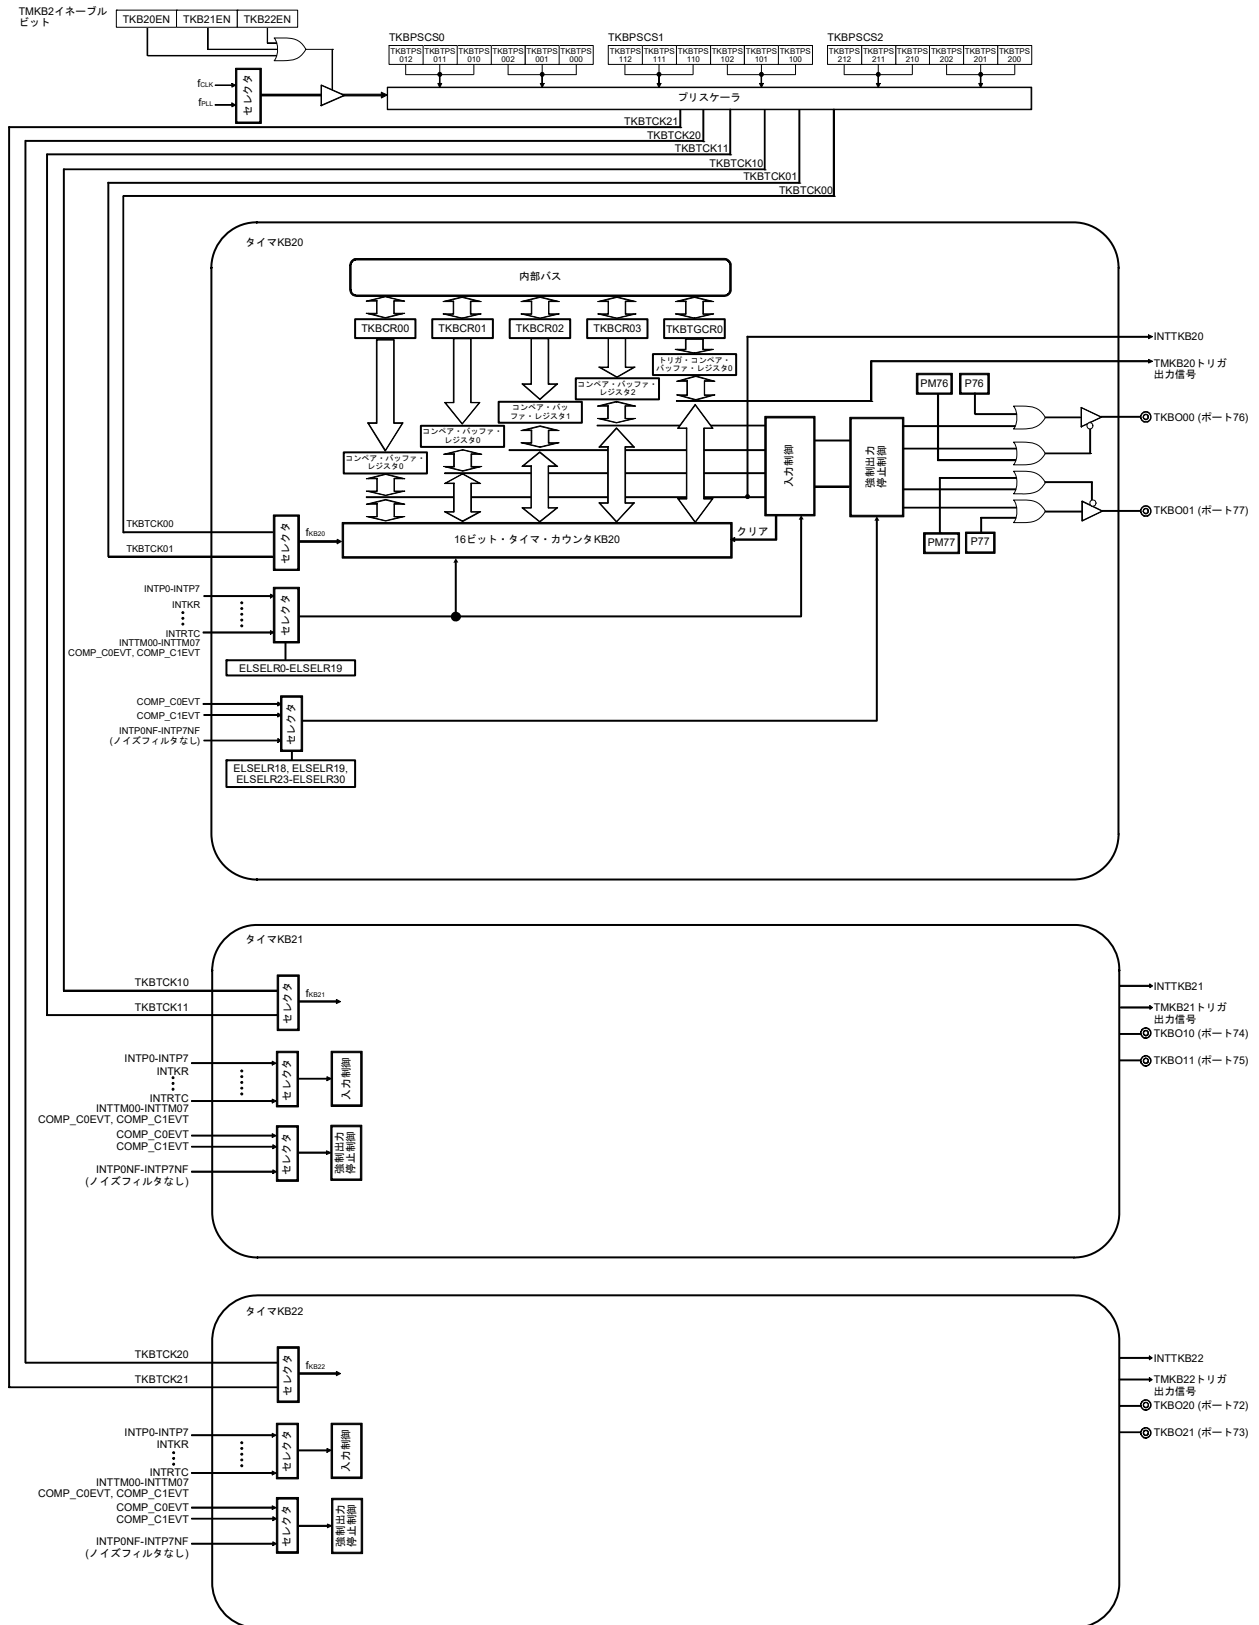 TMKB2イネーブル
ビット
TKB20EN TKB21EN TKB22EN
TKBPSCS0 TKBPSCS1 TKBPSCS2
TKBTPS TKBTPS TKBTPS TKBTPS TKBTPS TKBTPS TKBTPS TKBTPS TKBTPS TKBTPS TKBTPS TKBTPS TKBTPS TKBTPS TKBTPS TKBTPS TKBTPS TKBTPS
012 011 010 002 001 000 112 111 110 102 101 100 212 211 210 202 201 200
fCLK
fPLL
セレクタ
プリスケーラ
TKBTCK21
TKBTCK20
TKBTCK11
TKBTCK10
TKBTCK01
TKBTCK00
タイマKB20
内部バス
TKBCR00 TKBCR01 TKBCR02 TKBCR03 TKBTGCR0
トリガ・コンペア・
バッファ・レジスタ0
コンペア・バッファ・
レジスタ2
コンペア・バッ
ファ・レジスタ1
コンペア・バッファ・
レジスタ0
コンペア・バッファ・
レジスタ0
入力制御
強制出力
停止制御
PM76 P76
PM77 P77
INTTKB20
TMKB20トリガ
出力信号
TKBO00 (ポート76)
TKBO01 (ポート77)
TKBTCK00
TKBTCK01
セレクタ
fKB20
16ビット・タイマ・カウンタKB20
クリア
INTP0-INTP7
INTKR
INTRTC
INTTM00-INTTM07
COMP_C0EVT, COMP_C1EVT
セレクタ
ELSELR0-ELSELR19
COMP_C0EVT
COMP_C1EVT
INTP0NF-INTP7NF
(ノイズフィルタなし)
セレクタ
ELSELR18, ELSELR19,
ELSELR23-ELSELR30
タイマKB21
TKBTCK10
TKBTCK11
セレクタ
fKB21
INTP0-INTP7
INTKR
INTRTC
INTTM00-INTTM07
COMP_C0EVT, COMP_C1EVT
セレクタ
入力制御
COMP_C0EVT
COMP_C1EVT
INTP0NF-INTP7NF
(ノイズフィルタなし)
セレクタ
強制出力
停止制御
INTTKB21
TMKB21トリガ
出力信号
TKBO10 (ポート74)
TKBO11 (ポート75)
タイマKB22
TKBTCK20
TKBTCK21
セレクタ
fKB22
INTP0-INTP7
INTKR
INTRTC
INTTM00-INTTM07
COMP_C0EVT, COMP_C1EVT
セレクタ
入力制御
COMP_C0EVT
COMP_C1EVT
INTP0NF-INTP7NF
(ノイズフィルタなし)
セレクタ
強制出力
停止制御
INTTKB22
TMKB22トリガ
出力信号
TKBO20 (ポート72)
TKBO21 (ポート73)